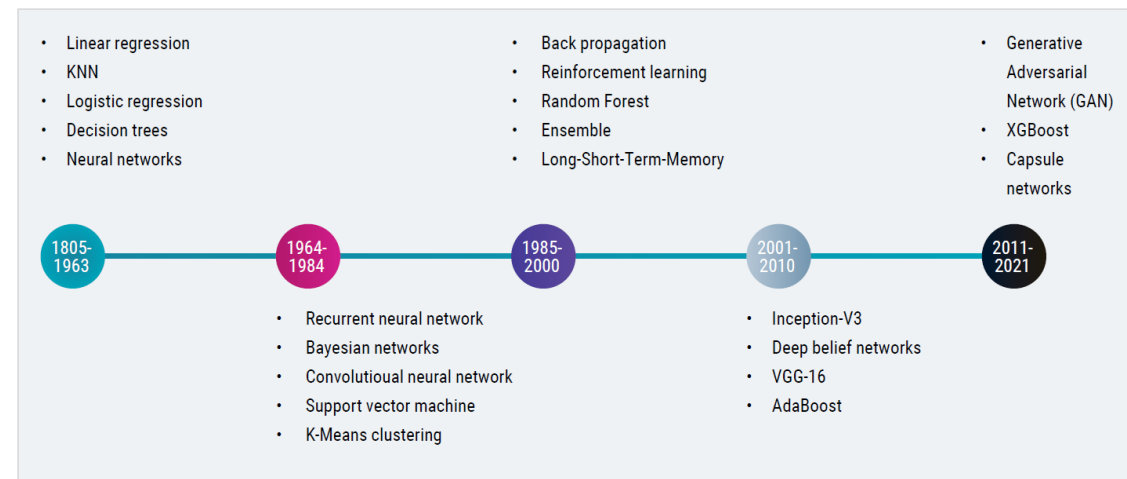 • Linear regression
• KNN
• Logistic regression
• Decision trees
• Neural networks
• Back propagation
• Reinforcement learning
• Random Forest
• Ensemble
• Long-Short-Term-Memory
• Generative
Adversarial
Network (GAN)
• XGBoost
• Capsule
networks
1805-
1963
1964-
1984
1985-
2000
2001-
2010
2011-
2021
• Recurrent neural network
• Bayesian networks
• Convolutioual neural network
• Support vector machine
• K-Means clustering
• Inception-V3
• Deep belief networks
• VGG-16
• AdaBoost